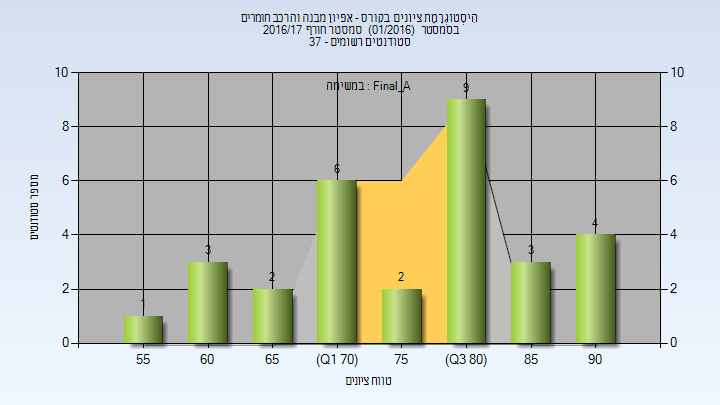 היסטוגרמת ציונים בקורס - אפיון מבנה והרכב חומרים
בסמסטר (01/2016) סמסטר חורף 2016/17
סטודנטים רשומים - 37
במשימה : Final_A
10 10
8 8
6 6
4 4
2 2
0 0
1 3 2 6 2 9 3 4
מספר סטודנטים
55 60 65 (Q1 70) 75 (Q3 80) 85 90
טווח ציונים